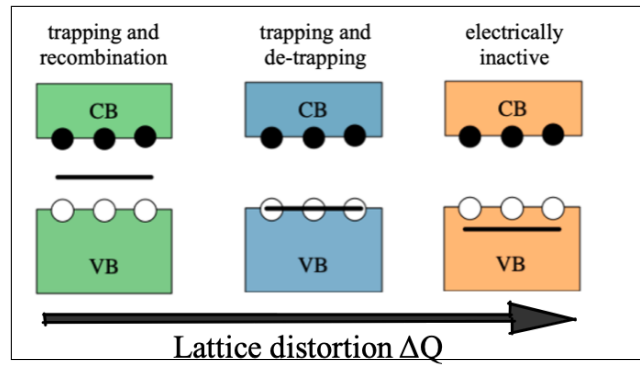 trapping and
recombination
trapping and
de-trapping
electrically
inactive
CB
CB
CB
VB
VB
VB
Lattice distortion ΔQ